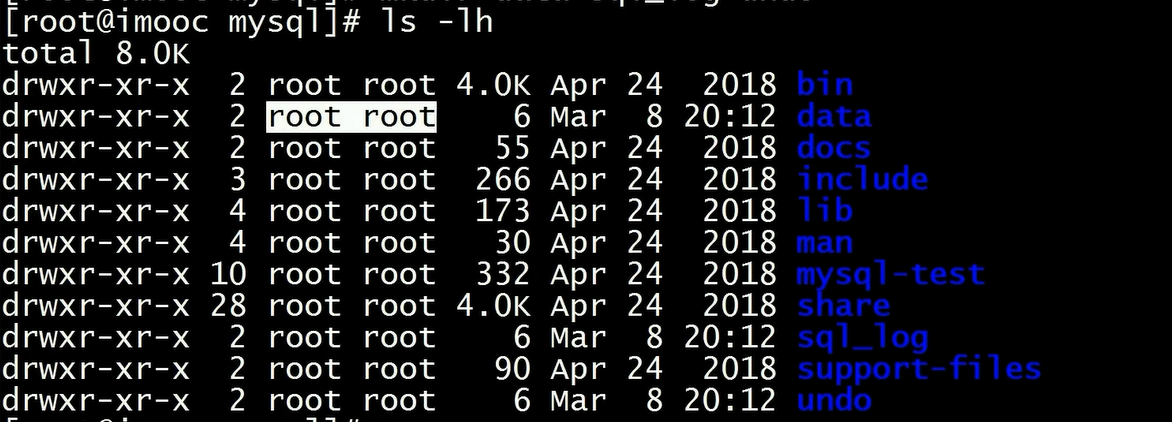 [root@imooc mysql]# ls -lh
total 8.0K
drwxr-xr-x  2 root root 4.0K Apr 24  2018 bin
drwxr-xr-x  2 root root    6 Mar  8 20:12 data
drwxr-xr-x  2 root root   55 Apr 24  2018 docs
drwxr-xr-x  3 root root  266 Apr 24  2018 include
drwxr-xr-x  4 root root  173 Apr 24  2018 lib
drwxr-xr-x  4 root root   30 Apr 24  2018 man
drwxr-xr-x 10 root root  332 Apr 24  2018 mysql-test
drwxr-xr-x 28 root root 4.0K Apr 24  2018 share
drwxr-xr-x  2 root root    6 Mar  8 20:12 sql_log
drwxr-xr-x  2 root root   90 Apr 24  2018 support-files
drwxr-xr-x  2 root root    6 Mar  8 20:12 undo